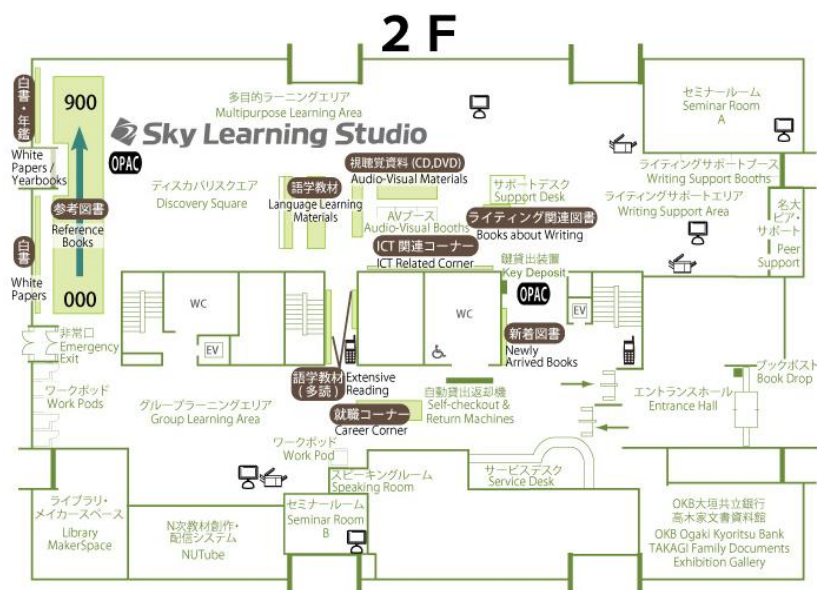 2 F
白書・年鑑
White
Papers /
Yearbooks
900
参考図書
Reference
Books
000
白書
White
Papers
多目的ラーニングエリア
Multipurpose Learning Area
Sky Learning Studio
OPAC
ディスカバリスクエア
Discovery Square
語学教材
Language Learning
Materials
視聴覚資料 (CD,DVD)
Audio-Visual Materials
AVブース
Audio-Visual Booths
サポートデスク
Support Desk
ライティング関連図書
Books about Writing
ICT 関連コーナー
ICT Related Corner
鍵貸出装置
Key Deposit
OPAC
セミナールーム
Seminar Room
A
ライティングサポートブース
Writing Support Booths
ライティングサポートエリア
Writing Support Area
名大
ピア・
サポート
Peer
Support
WC
EV
WC
EV
新着図書
Newly
Arrived Books
非常口
Emergency
Exit
ワークポッド
Work Pods
グループラーニングエリア
Group Learning Area
語学教材
(多読)
Extensive
Reading
就職コーナー
Career Corner
自動貸出返却機
Self-checkout &
Return Machines
エントランスホール
Entrance Hall
ブックポスト
Book Drop
ワークポッド
Work Pod
スピーキングルーム
Speaking Room
サービスデスク
Service Desk
ライブラリ・
メイカースペース
Library
MakerSpace
N次教材創作・
配信システム
NUTube
セミナールーム
Seminar Room
B
OKB大垣共立銀行
高木家文書資料館
OKB Ogaki Kyoritsu Bank
TAKAGI Family Documents
Exhibition Gallery